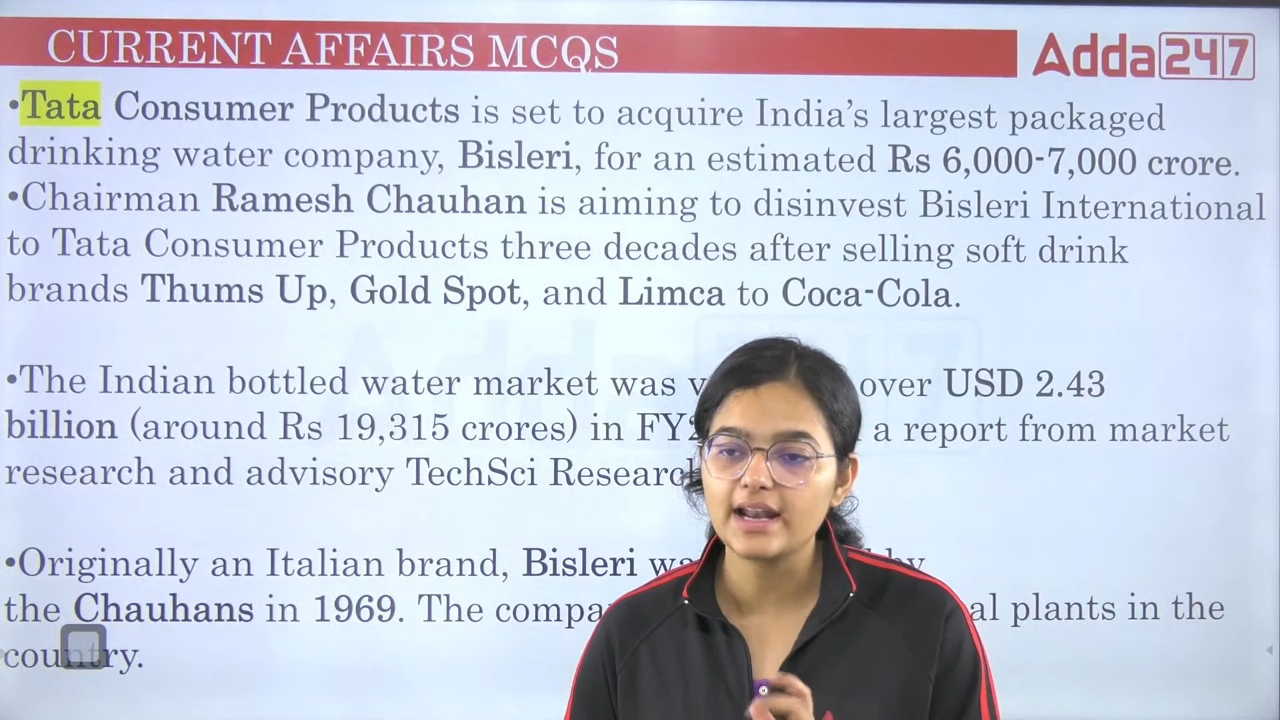 CURRENT AFFAIRS MCQS
Adda247
•Tata Consumer Products is set to acquire India's largest packaged
drinking water company, Bisleri, for an estimated Rs 6,000-7,000 crore.
•Chairman Ramesh Chauhan is aiming to disinvest Bisleri International
to Tata Consumer Products three decades after selling soft drink
brands Thums Up, Gold Spot, and Limca to Coca-Cola.
•The Indian bottled water market was over USD 2.43
billion (around Rs 19,315 crores) in a report from market
research and advisory TechSci Research
•Originally an Italian brand, Bisleri by
the Chauhans in 1969. The plants in the
country.